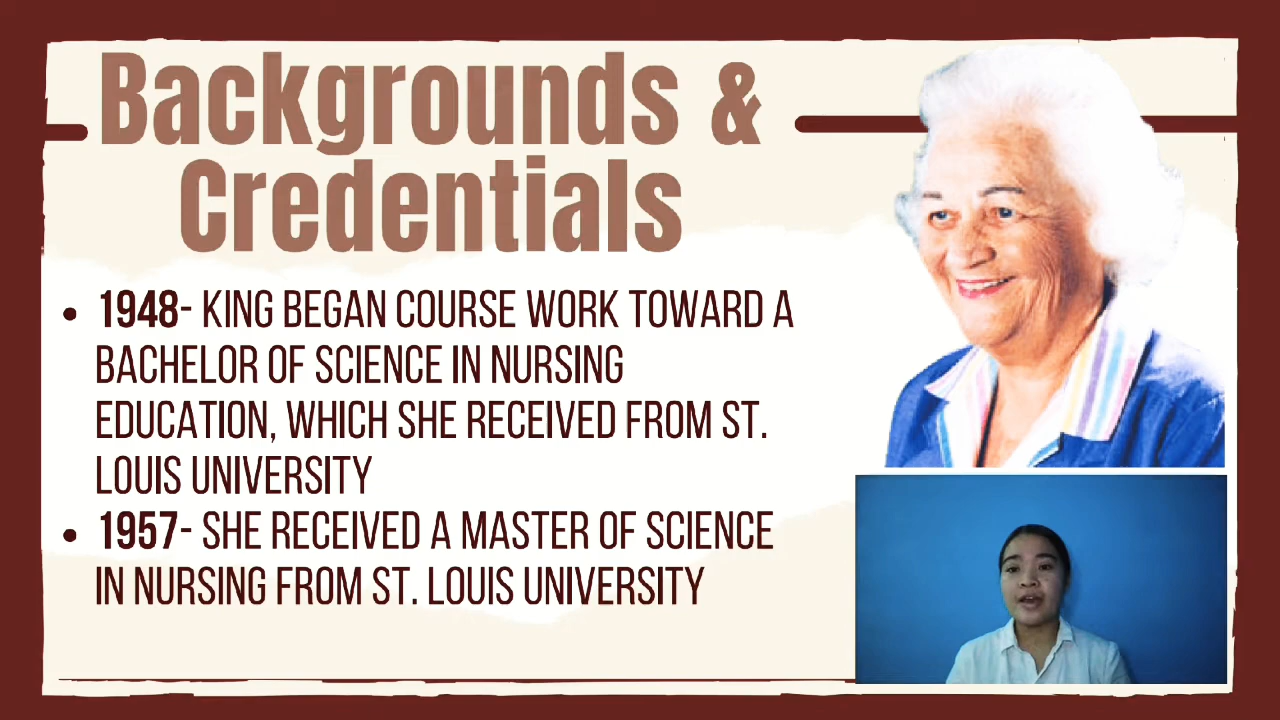 Backgrounds &
Credentials
• 1948- KING BEGAN COURSE WORK TOWARD A
BACHELOR OF SCIENCE IN NURSING
EDUCATION, WHICH SHE RECEIVED FROM ST.
LOUIS UNIVERSITY
• 1957- SHE RECEIVED A MASTER OF SCIENCE
IN NURSING FROM ST. LOUIS UNIVERSITY